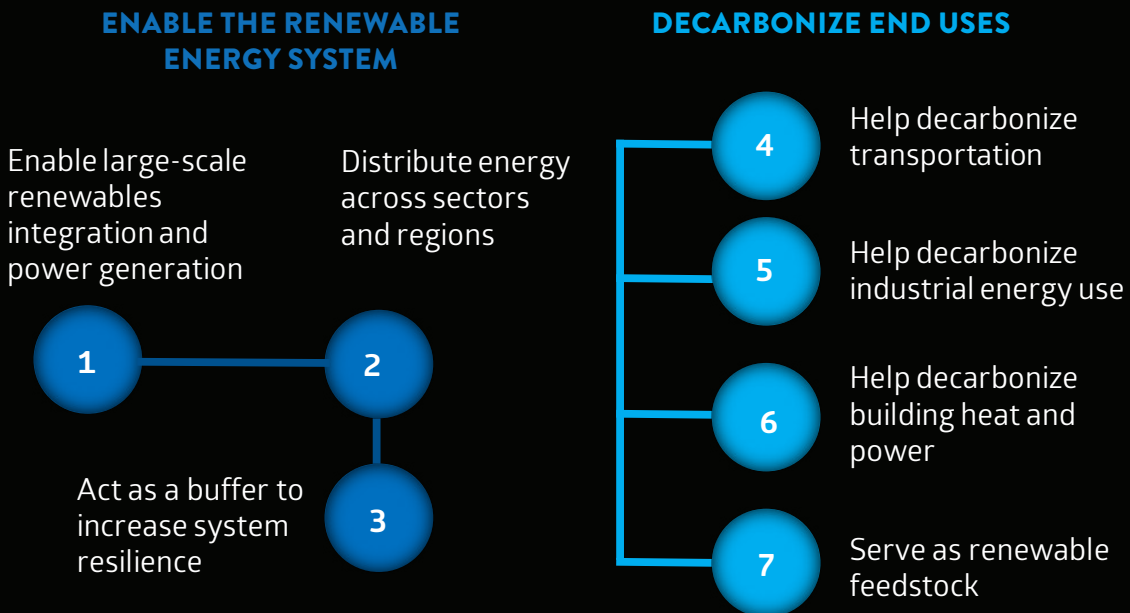 ENABLE THE RENEWABLE
ENERGY SYSTEM
Enable large-scale
renewables
integration and
power generation
Distribute energy
across sectors
and regions
1
2
Act as a buffer to
increase system
resilience
3
DECARBONIZE END USES
4
Help decarbonize
transportation
5
Help decarbonize
industrial energy use
6
Help decarbonize
building heat and
power
7
Serve as renewable
feedstock